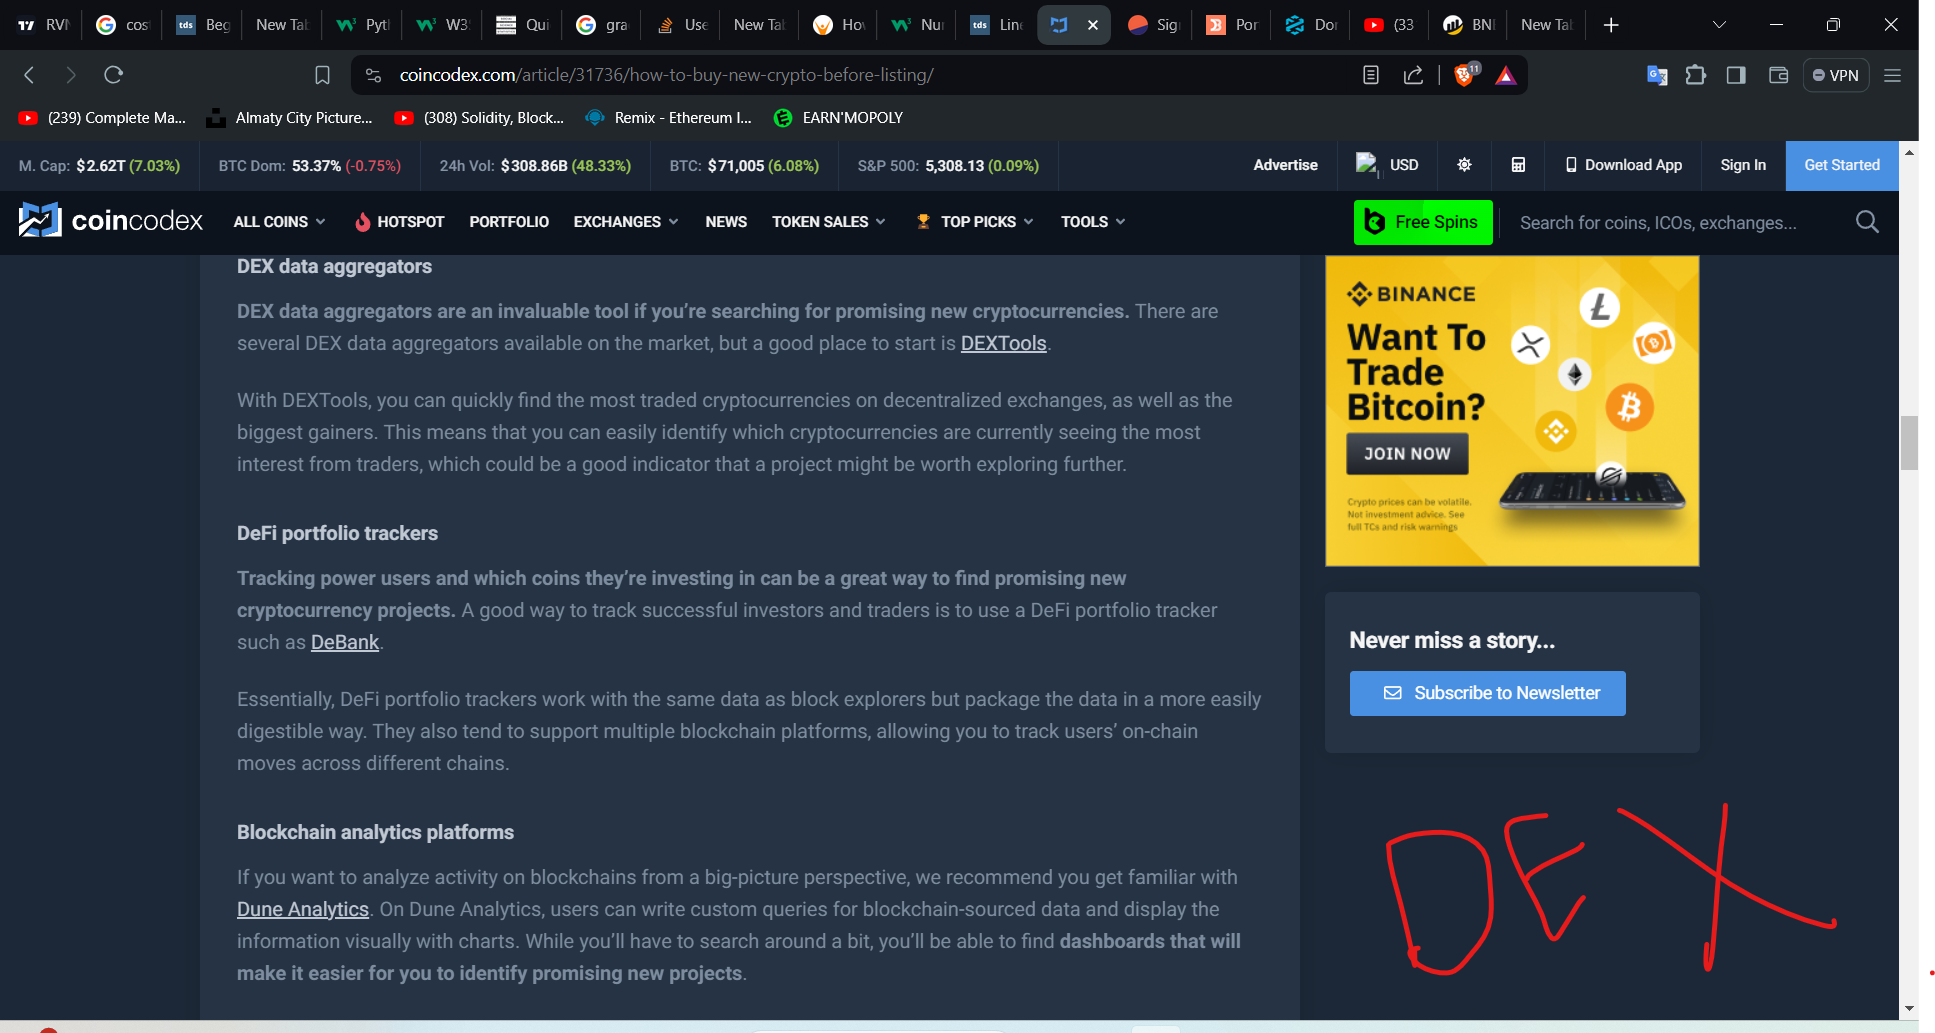 RVN
cos
Beg
New Tab
Pyt
W3
Qui
gra
Use
New Tab
Ho
Nu
Line
Sig
Por
Do
(33
BN
New Tab
coincodex.com/article/31736/how-to-buy-new-crypto-before-listing/
11
VPN
(239) Complete Ma...
Almaty City Picture...
(308) Solidity, Block...
Remix - Ethereum I...
EARN'MOPOLY
M. Cap: $2.62T (7.03%)
BTC Dom: 53.37% (-0.75%)
24h Vol: $308.86B (48.33%)
BTC: $71,005 (6.08%)
S&P 500: 5,308.13 (0.09%)
Advertise
USD
Download App
Sign In
Get Started
coincodex
ALL COINS
HOTSPOT
PORTFOLIO
EXCHANGES
NEWS
TOKEN SALES
TOP PICKS
TOOLS
Free Spins
Search for coins, ICOs, exchanges...
DEX data aggregators
DEX data aggregators are an invaluable tool if you’re searching for promising new cryptocurrencies. There are
several DEX data aggregators available on the market, but a good place to start is DEXTools.
With DEXTools, you can quickly find the most traded cryptocurrencies on decentralized exchanges, as well as the
biggest gainers. This means that you can easily identify which cryptocurrencies are currently seeing the most
interest from traders, which could be a good indicator that a project might be worth exploring further.
DeFi portfolio trackers
Tracking power users and which coins they’re investing in can be a great way to find promising new
cryptocurrency projects. A good way to track successful investors and traders is to use a DeFi portfolio tracker
such as DeBank.
Essentially, DeFi portfolio trackers work with the same data as block explorers but package the data in a more easily
digestible way. They also tend to support multiple blockchain platforms, allowing you to track users’ on-chain
moves across different chains.
Blockchain analytics platforms
If you want to analyze activity on blockchains from a big-picture perspective, we recommend you get familiar with
Dune Analytics. On Dune Analytics, users can write custom queries for blockchain-sourced data and display the
information visually with charts. While you’ll have to search around a bit, you’ll be able to find dashboards that will
make it easier for you to identify promising new projects.
BINANCE
Want To
Trade
Bitcoin?
JOIN NOW
Crypto prices can be volatile.
Not investment advice. See
full TCs and risk warnings
Never miss a story...
Subscribe to Newsletter
DEX